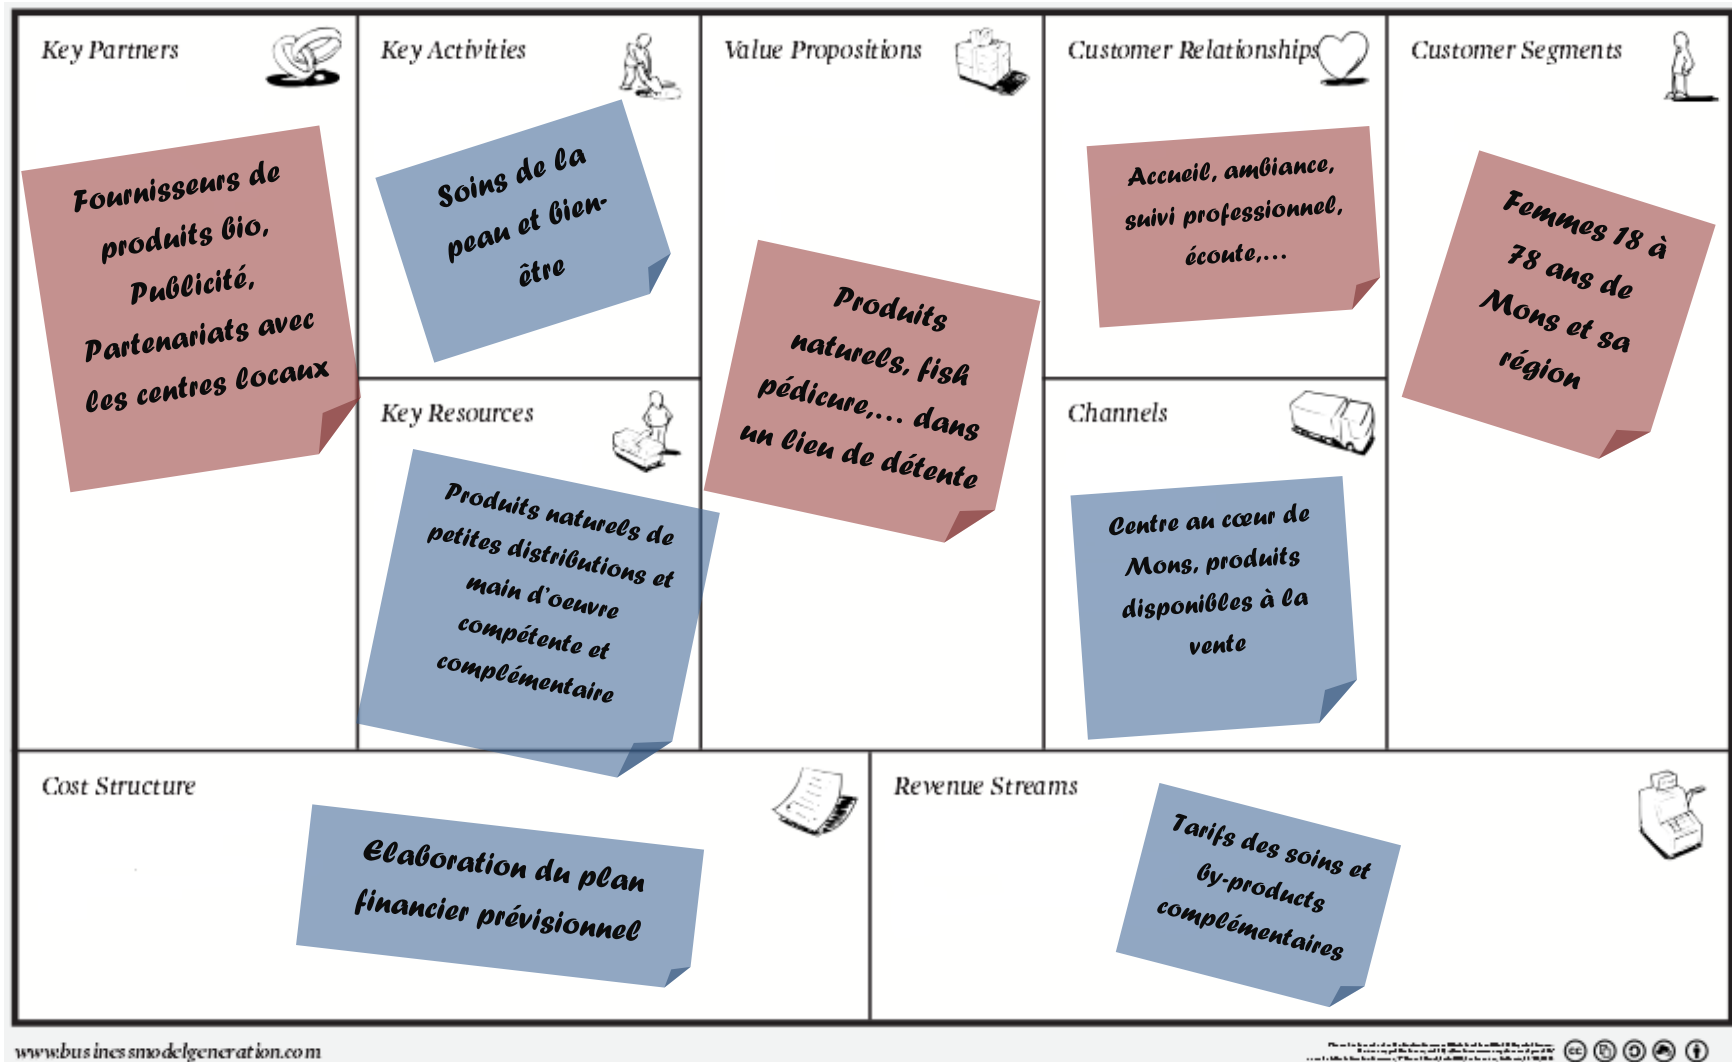 Key Partners
Fournisseurs de
produits bio,
Publicité,
Partenariats avec
les centres locaux
Key Activities
Soins de la
peau et bien-
être
Key Resources
Produits naturels de
petites distributions et
main d'oeuvre
compétente et
complémentaire
Value Propositions
Produits
naturels, fish
pédicure,... dans
un lieu de détente
Customer Relationships
Accueil, ambiance,
suivi professionnel,
écoute,...
Channels
Centre au cœur de
Mons, produits
disponibles à la
vente
Customer Segments
Femmes 18 à
78 ans de
Mons et sa
région
Cost Structure
Elaboration du plan
financier prévisionnel
Revenue Streams
Tarifs des soins et
by-products
complémentaires
www.businessmodelgeneration.com